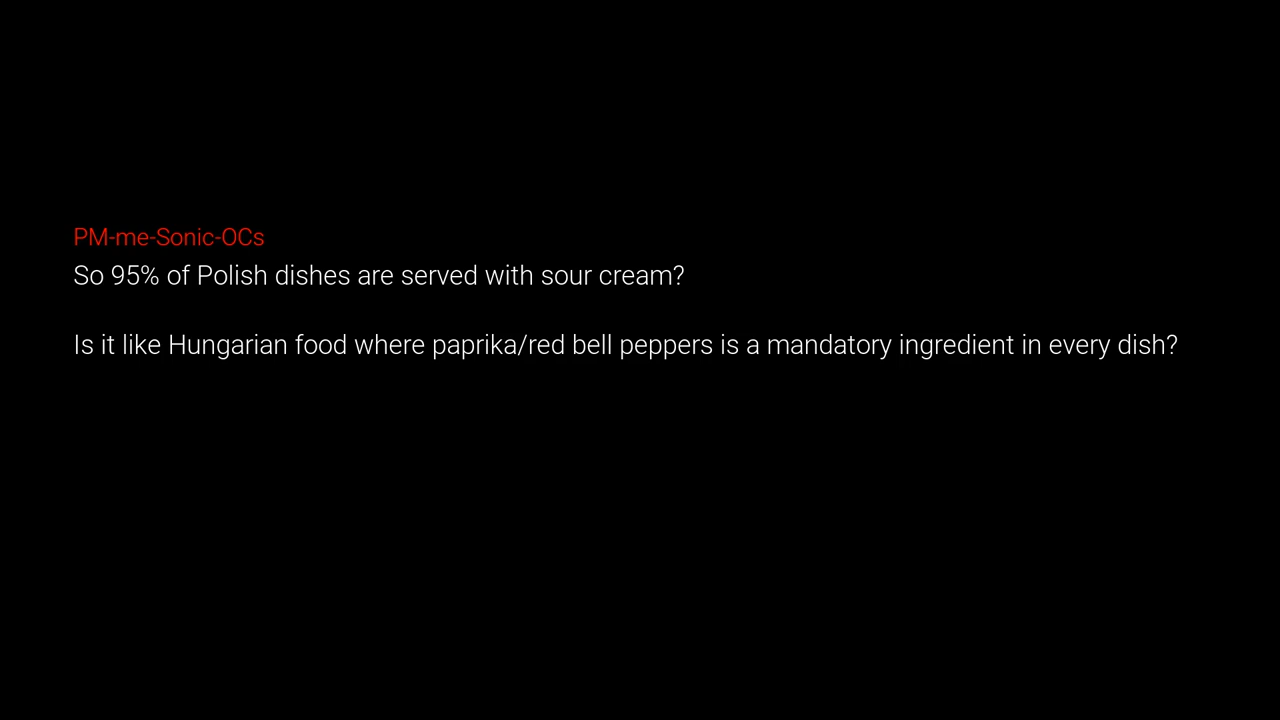 PM-me-Sonic-OCs
So 95% of Polish dishes are served with sour cream?
Is it like Hungarian food where paprika/red bell peppers is a mandatory ingredient in every dish?